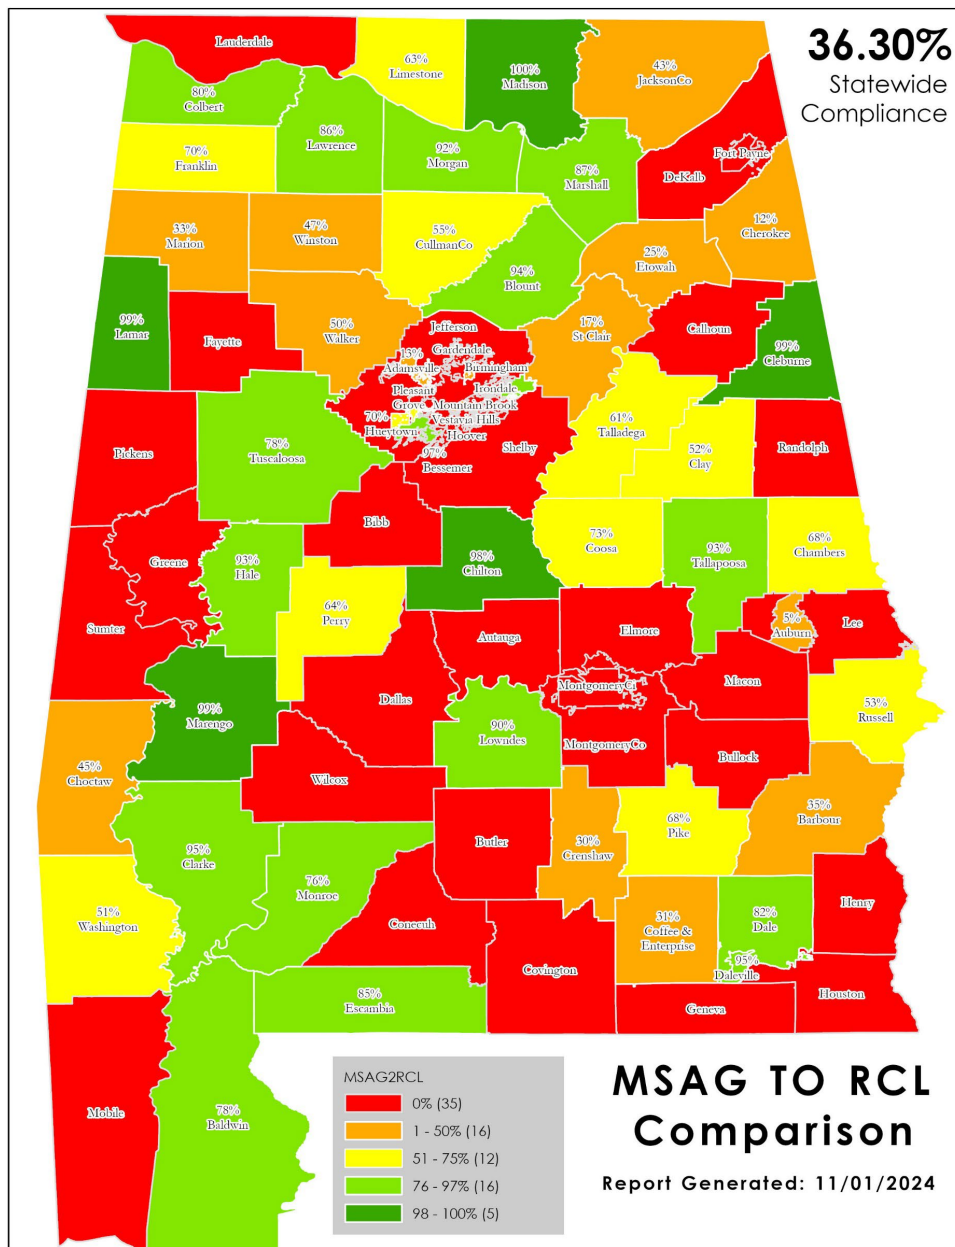 36.30%
Statewide
Compliance
Lauderdale
63%
Limestone
100%
Madison
43%
JacksonCo
80%
Colbert
86%
Lawrence
92%
Morgan
87%
Marshall
Fort Payne
DeKalb
70%
Franklin
33%
Marion
47%
Winston
55%
CullmanCo
12%
Cherokee
25%
Etowah
94%
Blount
99%
Lamar
Fayette
50%
Walker
17%
St Clair
Calhoun
99%
Cleburne
Jefferson
Gardendale
13%
Adamsville
Birmingham
Pleasant
Grove
Irondale
Mountain Brook
70%
Hueytown
Vestavia Hills
Hoover
97%
Bessemer
Shelby
61%
Talladega
52%
Clay
Randolph
Pickens
78%
Tuscaloosa
Bibb
98%
Chilton
73%
Coosa
93%
Tallapoosa
68%
Chambers
Greene
93%
Hale
64%
Perry
Sumter
Autauga
Elmore
5%
Auburn
Lee
Macon
MontgomeryCi
53%
Russell
99%
Marengo
Dallas
90%
Lowndes
MontgomeryCo
Bullock
45%
Choctaw
Wilcox
35%
Barbour
95%
Clarke
Butler
30%
Crenshaw
68%
Pike
76%
Monroe
51%
Washington
Conecuh
31%
Coffee &
Enterprise
82%
Dale
Henry
95%
Daleville
Covington
85%
Escambia
Geneva
Houston
Mobile
78%
Baldwin
MSAG2RCL
0% (35)
1 - 50% (16)
51 - 75% (12)
76 - 97% (16)
98 - 100% (5)
MSAG TO RCL
Comparison
Report Generated: 11/01/2024